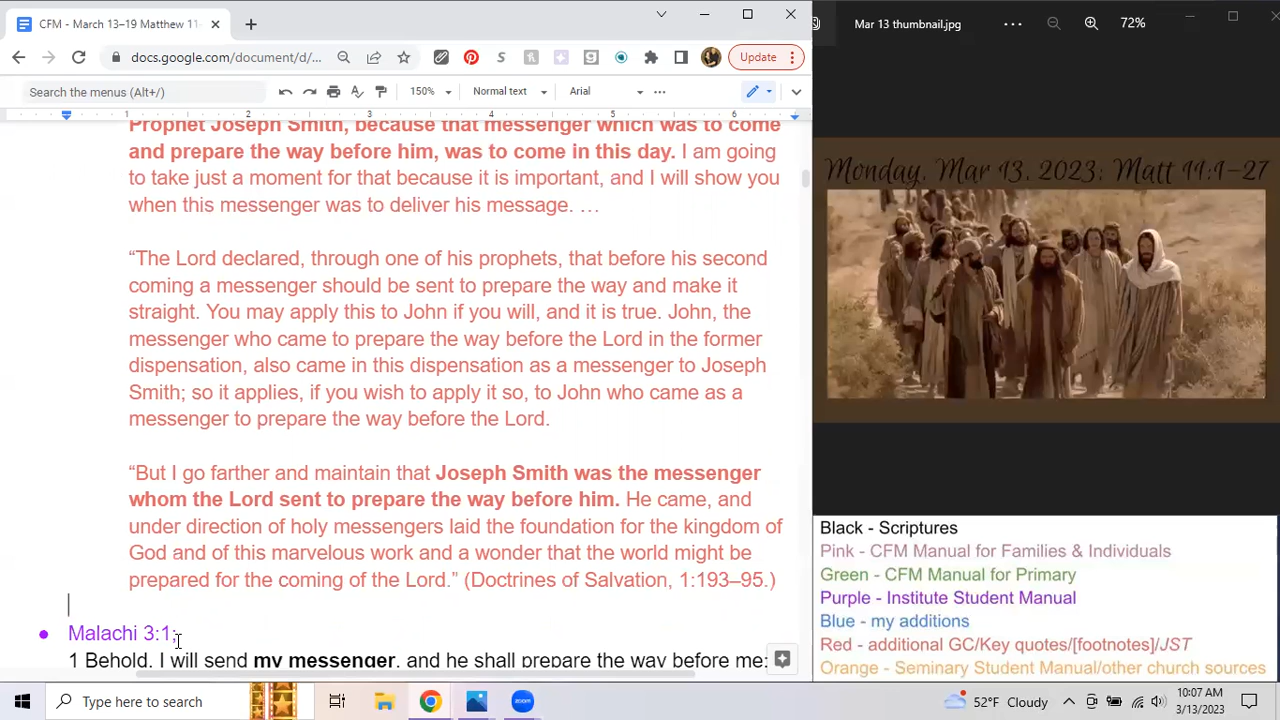 CFM – March 13–19 Matthew 11-
Mar 13 thumbnail.jpg
72%
docs.google.com/document/d/...
Update
Search the menus (Alt+/)
150%
Normal text
Arial
1 2 3 4 5 6
Prophet Joseph Smith, because that messenger which was to come
and prepare the way before him, was to come in this day. I am going
to take just a moment for that because it is important, and I will show you
when this messenger was to deliver his message. …
“The Lord declared, through one of his prophets, that before his second
coming a messenger should be sent to prepare the way and make it
straight. You may apply this to John if you will, and it is true. John, the
messenger who came to prepare the way before the Lord in the former
dispensation, also came in this dispensation as a messenger to Joseph
Smith; so it applies, if you wish to apply it so, to John who came as a
messenger to prepare the way before the Lord.
“But I go farther and maintain that Joseph Smith was the messenger
whom the Lord sent to prepare the way before him. He came, and
under direction of holy messengers laid the foundation for the kingdom of
God and of this marvelous work and a wonder that the world might be
prepared for the coming of the Lord.” (Doctrines of Salvation, 1:193–95.)
● Malachi 3:1;
1 Behold, I will send my messenger, and he shall prepare the way before me:
Monday, Mar 13, 2023: Matt 11:1-27
Black - Scriptures
Pink - CFM Manual for Families & Individuals
Green - CFM Manual for Primary
Purple - Institute Student Manual
Blue - my additions
Red - additional GC/Key quotes/[footnotes]/JST
Orange - Seminary Student Manual/other church sources
Type here to search
52°F Cloudy
10:07 AM
3/13/2023